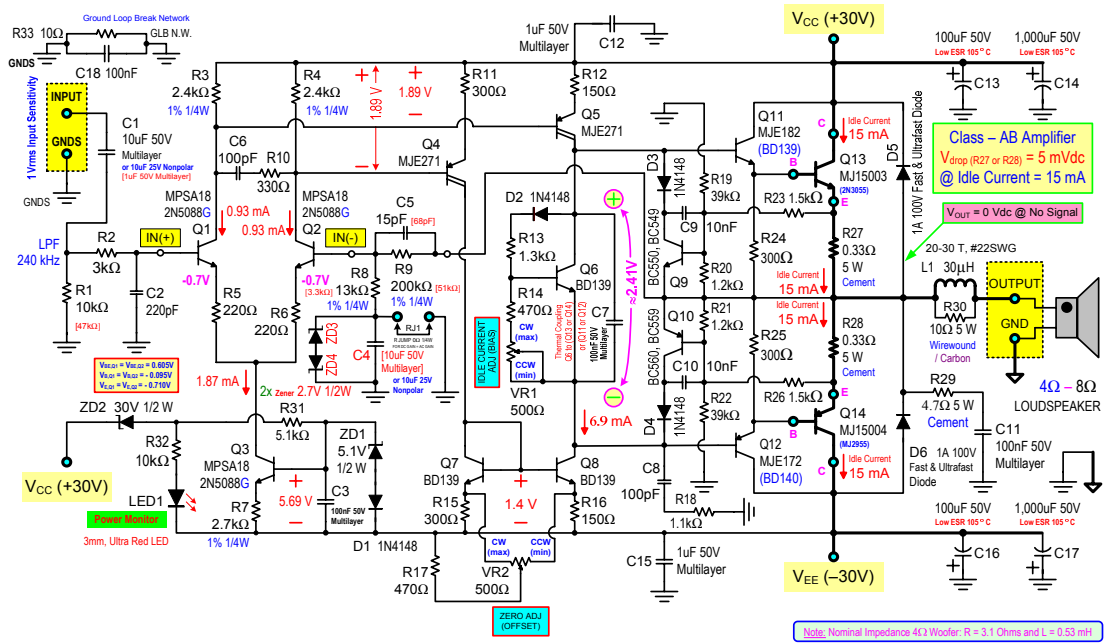 Ground Loop Break Network
R33 10Ω
GLB N.W.
GNDS
C18 100nF
1uF 50V
Multilayer
C12
VCC (+30V)
100uF 50V
Low ESR 105°C
C13
1,000uF 50V
Low ESR 105°C
C14
1 Vrms Input Sensitivity
INPUT
GNDS
GNDS
C1
10uF 50V
Multilayer
or 10uF 25V
Nonpolar
[1uF 50V Multilayer]
R3
2.4kΩ
1% 1/4W
R4
2.4kΩ
1% 1/4W
+
1.89 V
−
+ −
1.89 V
R11
300Ω
R12
150Ω
Q5
MJE271
Q4
MJE271
C6
100pF
R10
330Ω
MPSA18
2N5088G
Q1
0.93 mA
0.93 mA
MPSA18
2N5088G
Q2
C5
15pF [68pF]
IN(+)
IN(-)
-0.7V
-0.7V
LPF
240 kHz
R2
3kΩ
R1
10kΩ
[47kΩ]
C2
220pF
R5
220Ω
R6
220Ω
R8
13kΩ
[3.3kΩ]
1% 1/4W
R9
200kΩ [51kΩ]
1% 1/4W
RJ1
R JUMP 0Ω 1/4W
ZD3
ZD4
C4
[10uF 50V
Multilayer]
or 10uF 25V
Nonpolar
2x Zener 2.7V 1/2W
D2 1N4148
R13
1.3kΩ
R14
470Ω
CW
(max)
CCW
(min)
VR1
500Ω
IDLE CURRENT
ADJ (BIAS)
Q6
BD139
Thermal Coupling
Q6 to (Q13 or Q14)
or (Q11 or Q12)
C7
100nF 50V
Multilayer
+
≈2.41V
−
6.9 mA
D3
1N4148
BC550, BC549
Q9
C9 10nF
R19
39kΩ
R20
1.2kΩ
R21
1.2kΩ
BC560, BC559
Q10
C10 10nF
R22
39kΩ
D4
1N4148
Q11
MJE182
(BD139)
R23 1.5kΩ
R24
300Ω
R25
300Ω
R26 1.5kΩ
Q12
MJE172
(BD140)
C
Idle Current
15 mA
B
Q13
MJ15003
(2N3055)
E
R27
0.33Ω
5 W
Cement
Idle Current
15 mA
Idle Current
15 mA
R28
0.33Ω
5 W
Cement
E
B
Q14
MJ15004
(MJ2955)
C
Idle Current
15 mA
D5
1A 100V Fast & Ultrafast Diode
Class – AB Amplifier
Vdrop (R27 or R28) = 5 mVdc
@ Idle Current = 15 mA
VOUT = 0 Vdc @ No Signal
20-30 T, #22SWG
L1 30μH
R30
10Ω 5 W
Wirewound
/ Carbon
OUTPUT
GND
4Ω – 8Ω
LOUDSPEAKER
R29
4.7Ω 5 W
Cement
C11
100nF 50V
Multilayer
D6
1A 100V
Fast & Ultrafast
Diode
VBE,Q1 = VBE,Q2 = 0.605V
VB,Q1 = VB,Q2 = -0.095V
VE,Q1 = VE,Q2 = - 0.710V
1.87 mA
ZD2 30V 1/2 W
VCC (+30V)
R32
10kΩ
LED1
Power Monitor
3mm, Ultra Red LED
R31
5.1kΩ
Q3
MPSA18
2N5088G
R7
2.7kΩ
1% 1/4W
+
5.69 V
−
C3
100nF 50V
Multilayer
ZD1
5.1V
1/2 W
D1 1N4148
Q7
BD139
Q8
BD139
+
1.4 V
−
R15
300Ω
R16
150Ω
CW
(max)
CCW
(min)
VR2
500Ω
R17
470Ω
ZERO ADJ
(OFFSET)
C8
100pF
R18
1.1kΩ
C15
1uF 50V
Multilayer
VEE (–30V)
100uF 50V
Low ESR 105°C
C16
1,000uF 50V
Low ESR 105°C
C17
Note: Nominal Impedance 4Ω Woofer: R = 3.1 Ohms and L = 0.53 mH